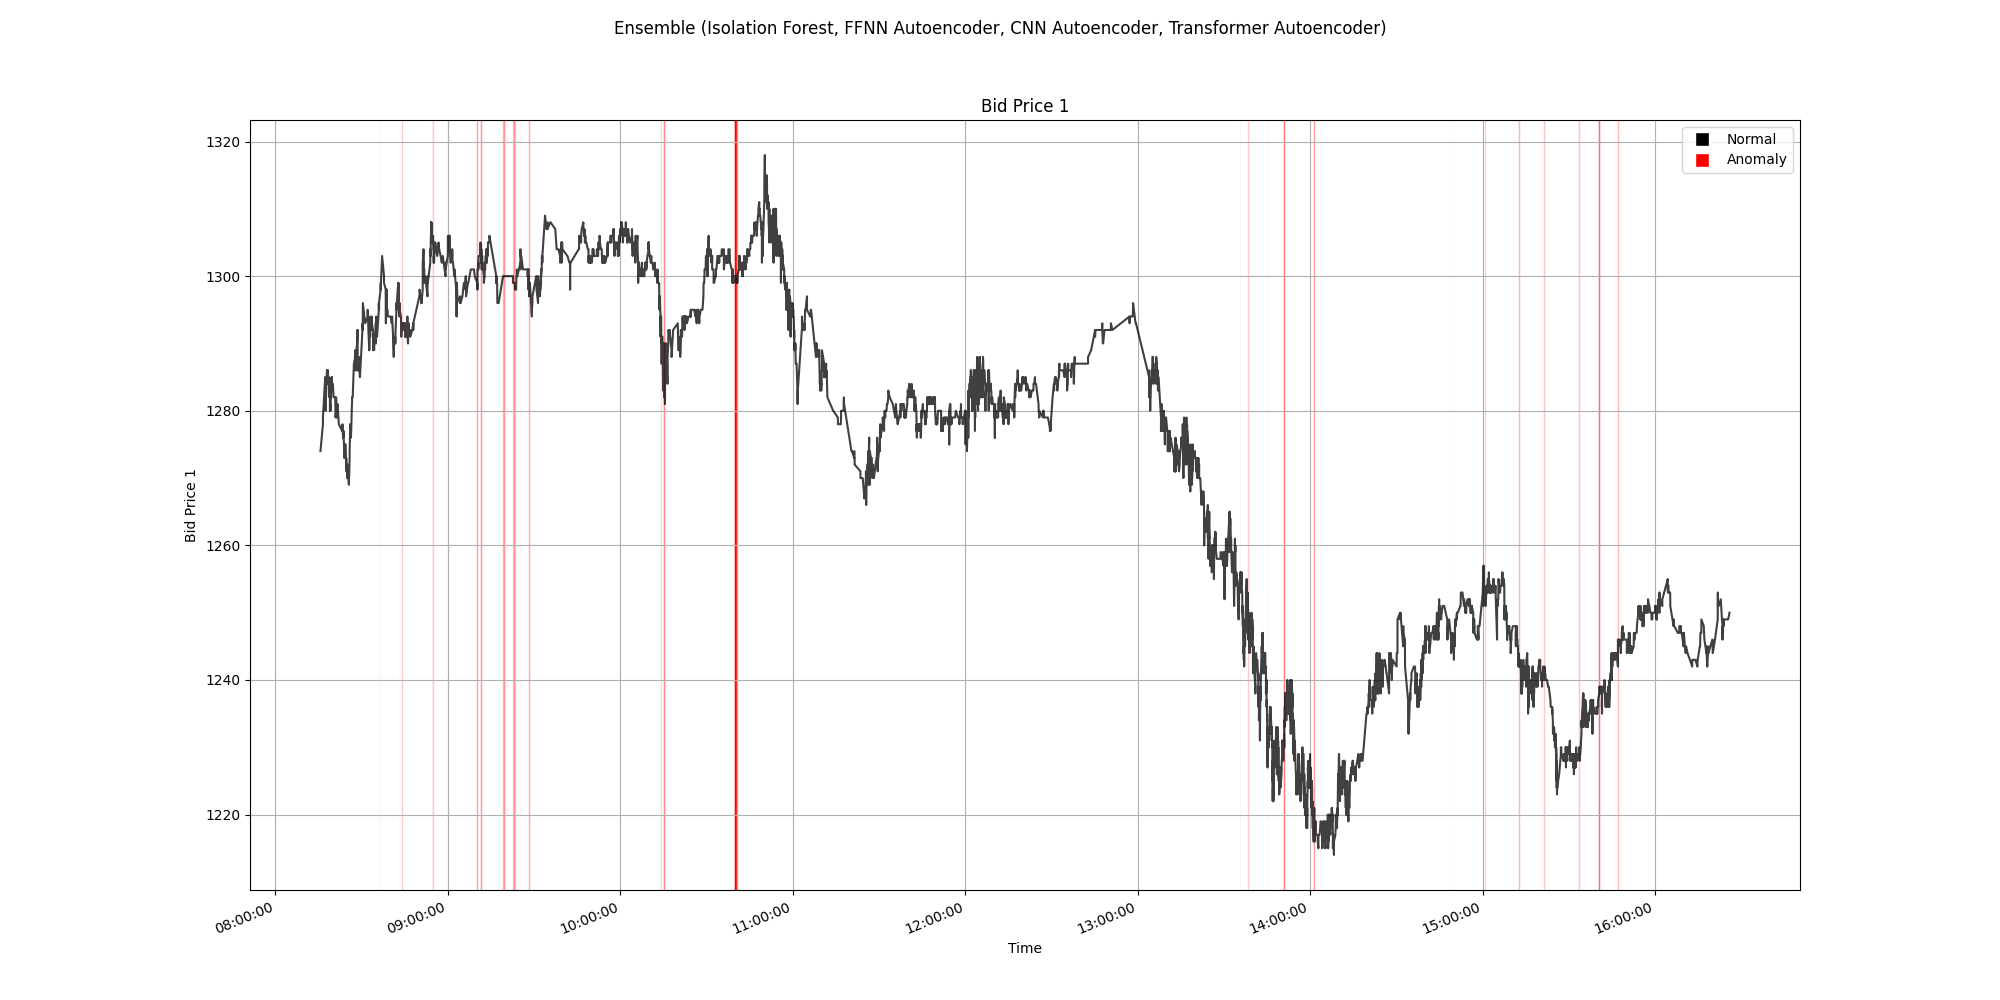 Ensemble (Isolation Forest, FFNN Autoencoder, CNN Autoencoder, Transformer Autoencoder)
Bid Price 1
Normal
Anomaly
1320
1300
1280
1260
1240
1220
Bid Price 1
08:00:00
09:00:00
10:00:00
11:00:00
12:00:00
13:00:00
14:00:00
15:00:00
16:00:00
Time